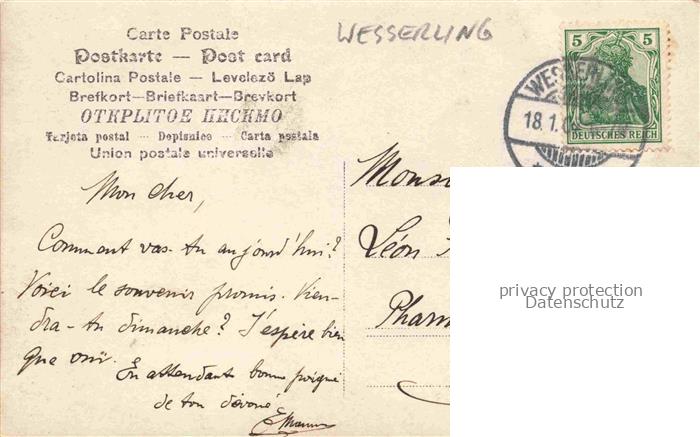 Carte Postale
WESSERLING
Postkarte — Post card
Cartolina Postale — Levelező Lap
Brefkort—Briefkaart—Brevkort
ОТКРЫТОЕ ПИСЬМО
Tarjeta postal — Dopisnice — Carta postala
Union postale universelle
5 5
DEUTSCHES REICH
18.1.
Mon cher,
Comment vas-tu aujourd'hui?
Voici le souvenir promis. Vien-
dra-tu dimanche? J'espère bien
que oui.
En attendant bonne poigne
de ton dévoué
Léon
Pharm
privacy protection
Datenschutz